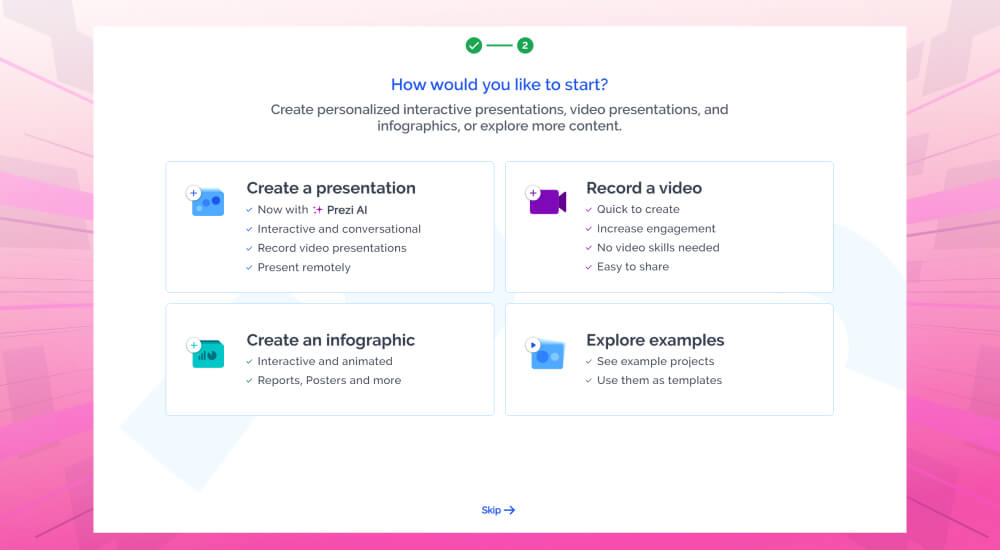 2
How would you like to start?
Create personalized interactive presentations, video presentations, and
infographics, or explore more content.
Create a presentation
Now with Prezi AI
Interactive and conversational
Record video presentations
Present remotely
Record a video
Quick to create
Increase engagement
No video skills needed
Easy to share
Create an infographic
Interactive and animated
Reports, Posters and more
Explore examples
See example projects
Use them as templates
Skip